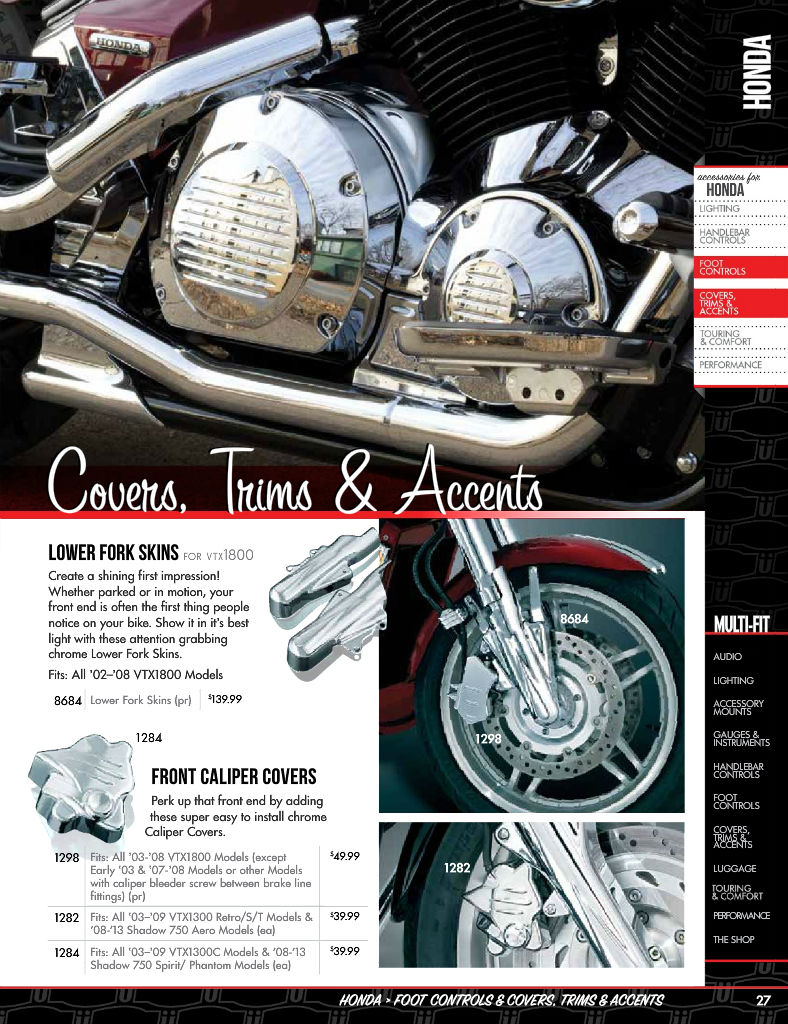 HONDA
HONDA
accessories for
HONDA
LIGHTING
HANDLEBAR
CONTROLS
FOOT
CONTROLS
COVERS,
TRIMS &
ACCENTS
TOURING
& COMFORT
PERFORMANCE
Covers, Trims & Accents
LOWER FORK SKINS FOR VTX1800
Create a shining first impression!
Whether parked or in motion, your
front end is often the first thing people
notice on your bike. Show it in it's best
light with these attention grabbing
chrome Lower Fork Skins.
Fits: All '02–'08 VTX1800 Models
8684 Lower Fork Skins (pr) $139.99
8684
1298
1284
FRONT CALIPER COVERS
Perk up that front end by adding
these super easy to install chrome
Caliper Covers.
1298 Fits: All '03-'08 VTX1800 Models (except $49.99
Early '03 & '07-'08 Models or other Models
with caliper bleeder screw between brake line
fittings) (pr)
1282 Fits: All '03–'09 VTX1300 Retro/S/T Models & $39.99
'08-'13 Shadow 750 Aero Models (ea)
1284 Fits: All '03–'09 VTX1300C Models & '08-'13 $39.99
Shadow 750 Spirit/ Phantom Models (ea)
1282
MULTI-FIT
AUDIO
LIGHTING
ACCESSORY
MOUNTS
GAUGES &
INSTRUMENTS
HANDLEBAR
CONTROLS
FOOT
CONTROLS
COVERS,
TRIMS &
ACCENTS
LUGGAGE
TOURING
& COMFORT
PERFORMANCE
THE SHOP
HONDA > FOOT CONTROLS & COVERS, TRIMS & ACCENTS 27